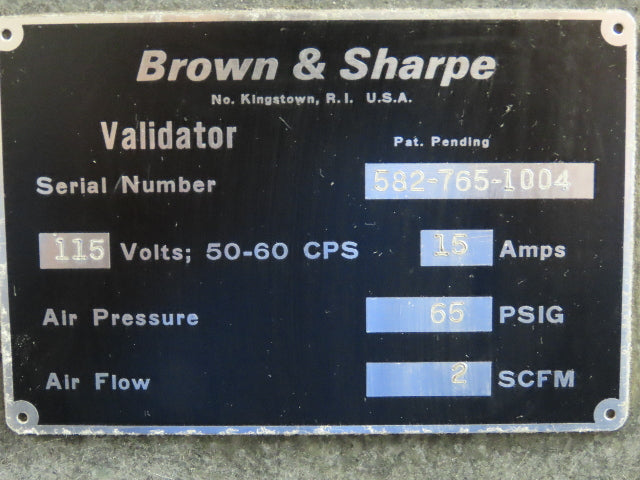 Brown & Sharpe
No. Kingstown, R.I. U.S.A.
Validator Pat. Pending
Serial Number 582-765-1004
115 Volts; 50-60 CPS 15 Amps
Air Pressure 65 PSIG
Air Flow 2 SCFM